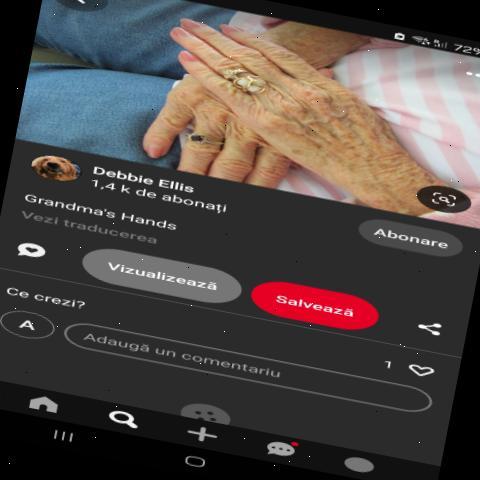 72%
Debbie Ellis
1,4 k de abonați
Abonare
Grandma's Hands
Vezi traducerea
Vizualizează
Salvează
Ce crezi?
1
A
Adaugă un comentariu